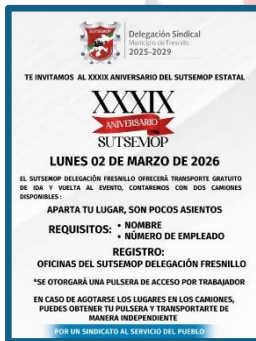 SUTSEMOP
Delegación Sindical
Municipio de Fresnillo
2025-2029
TE INVITAMOS AL XXXIX ANIVERSARIO DEL SUTSEMOP ESTATAL
XXXIX
ANIVERSARIO
SUTSEMOP
LUNES 02 DE MARZO DE 2026
EL SUTSEMOP DELEGACIÓN FRESNILLO OFRECERÁ TRANSPORTE GRATUITO
DE IDA Y VUELTA AL EVENTO, CONTAREMOS CON DOS CAMIONES
DISPONIBLES :
APARTA TU LUGAR, SON POCOS ASIENTOS
REQUISITOS: • NOMBRE
• NÚMERO DE EMPLEADO
REGISTRO:
OFICINAS DEL SUTSEMOP DELEGACIÓN FRESNILLO
*SE OTORGARÁ UNA PULSERA DE ACCESO POR TRABAJADOR
EN CASO DE AGOTARSE LOS LUGARES EN LOS CAMIONES,
PUEDES OBTENER TU PULSERA Y TRANSPORTARTE DE
MANERA INDEPENDIENTE
POR UN SINDICATO AL SERVICIO DEL PUEBLO